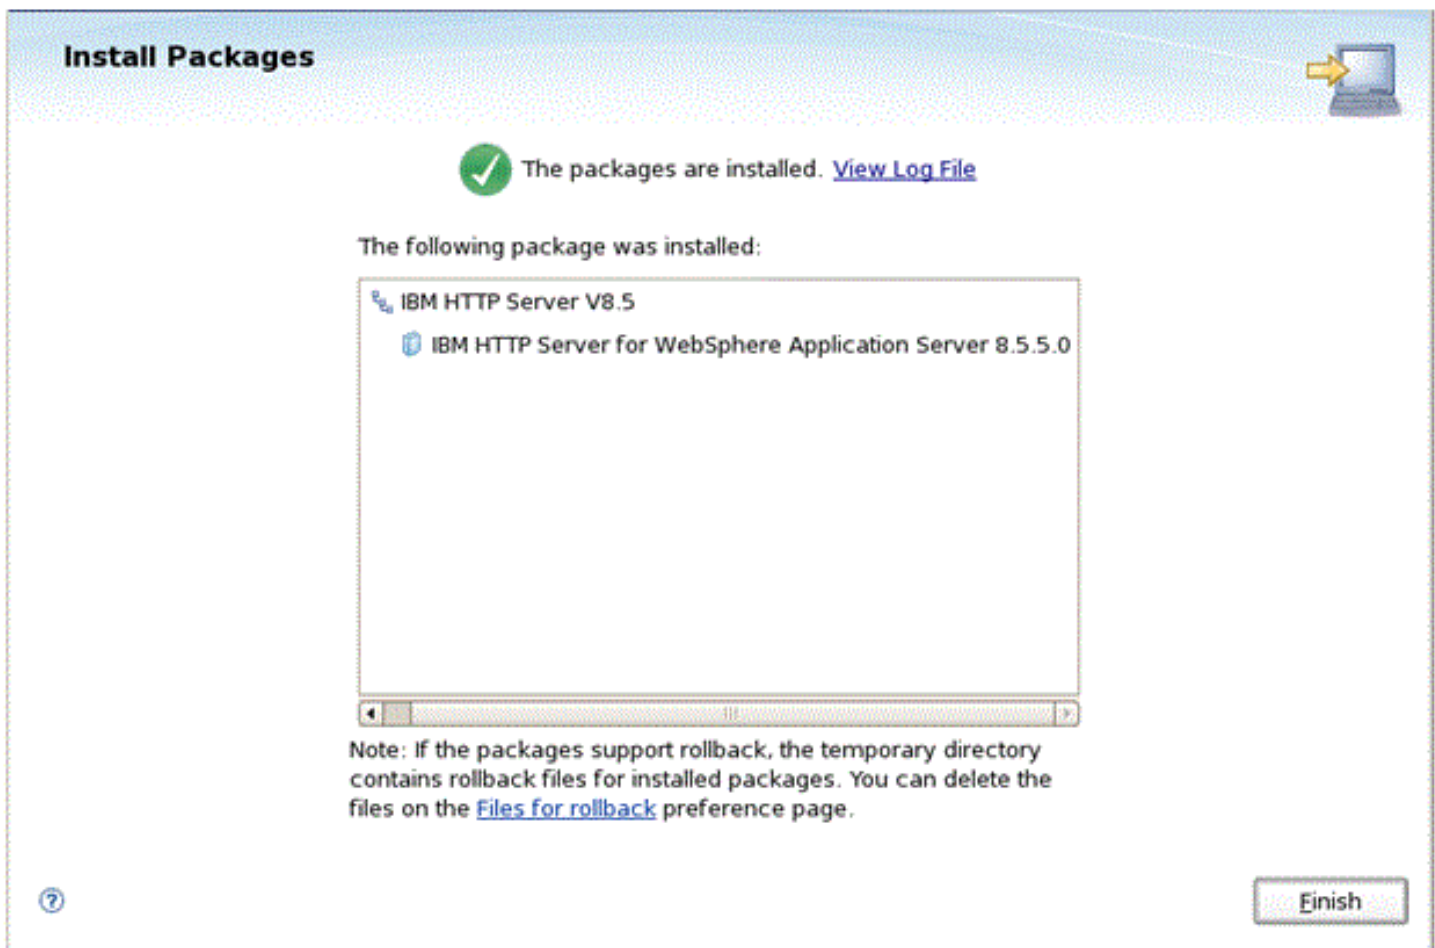 Install Packages
The packages are installed. View Log File
The following package was installed:
IBM HTTP Server V8.5
IBM HTTP Server for WebSphere Application Server 8.5.5.0
Note: If the packages support rollback, the temporary directory
contains rollback files for installed packages. You can delete the
files on the Files for rollback preference page.
?
Finish